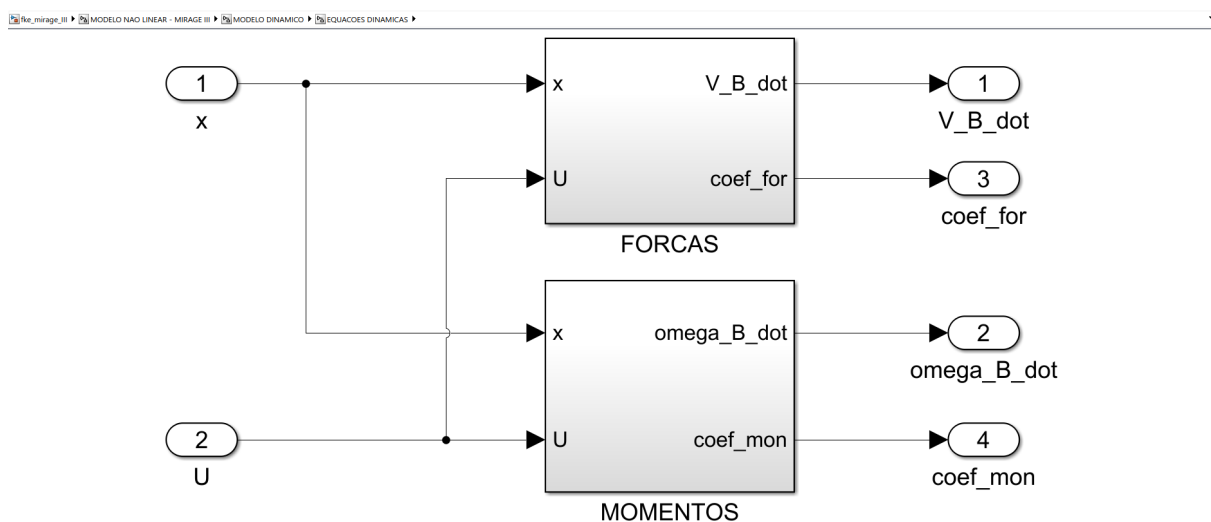 fke_mirage_III MODELO NAO LINEAR - MIRAGE III MODELO DINAMICO EQUACOES DINAMICAS
1
x
x
V_B_dot
1
V_B_dot
U
coef_for
3
coef_for
FORCAS
x
omega_B_dot
2
omega_B_dot
2
U
U
coef_mon
4
coef_mon
MOMENTOS